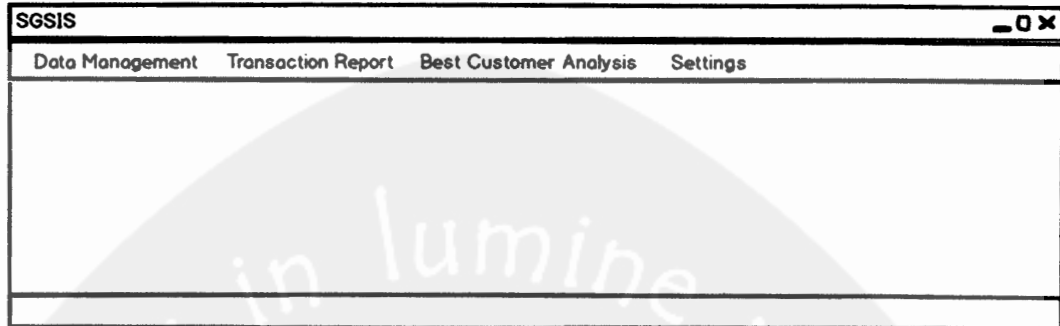 SGSIS
Data Management Transaction Report Best Customer Analysis Settings
in lumine